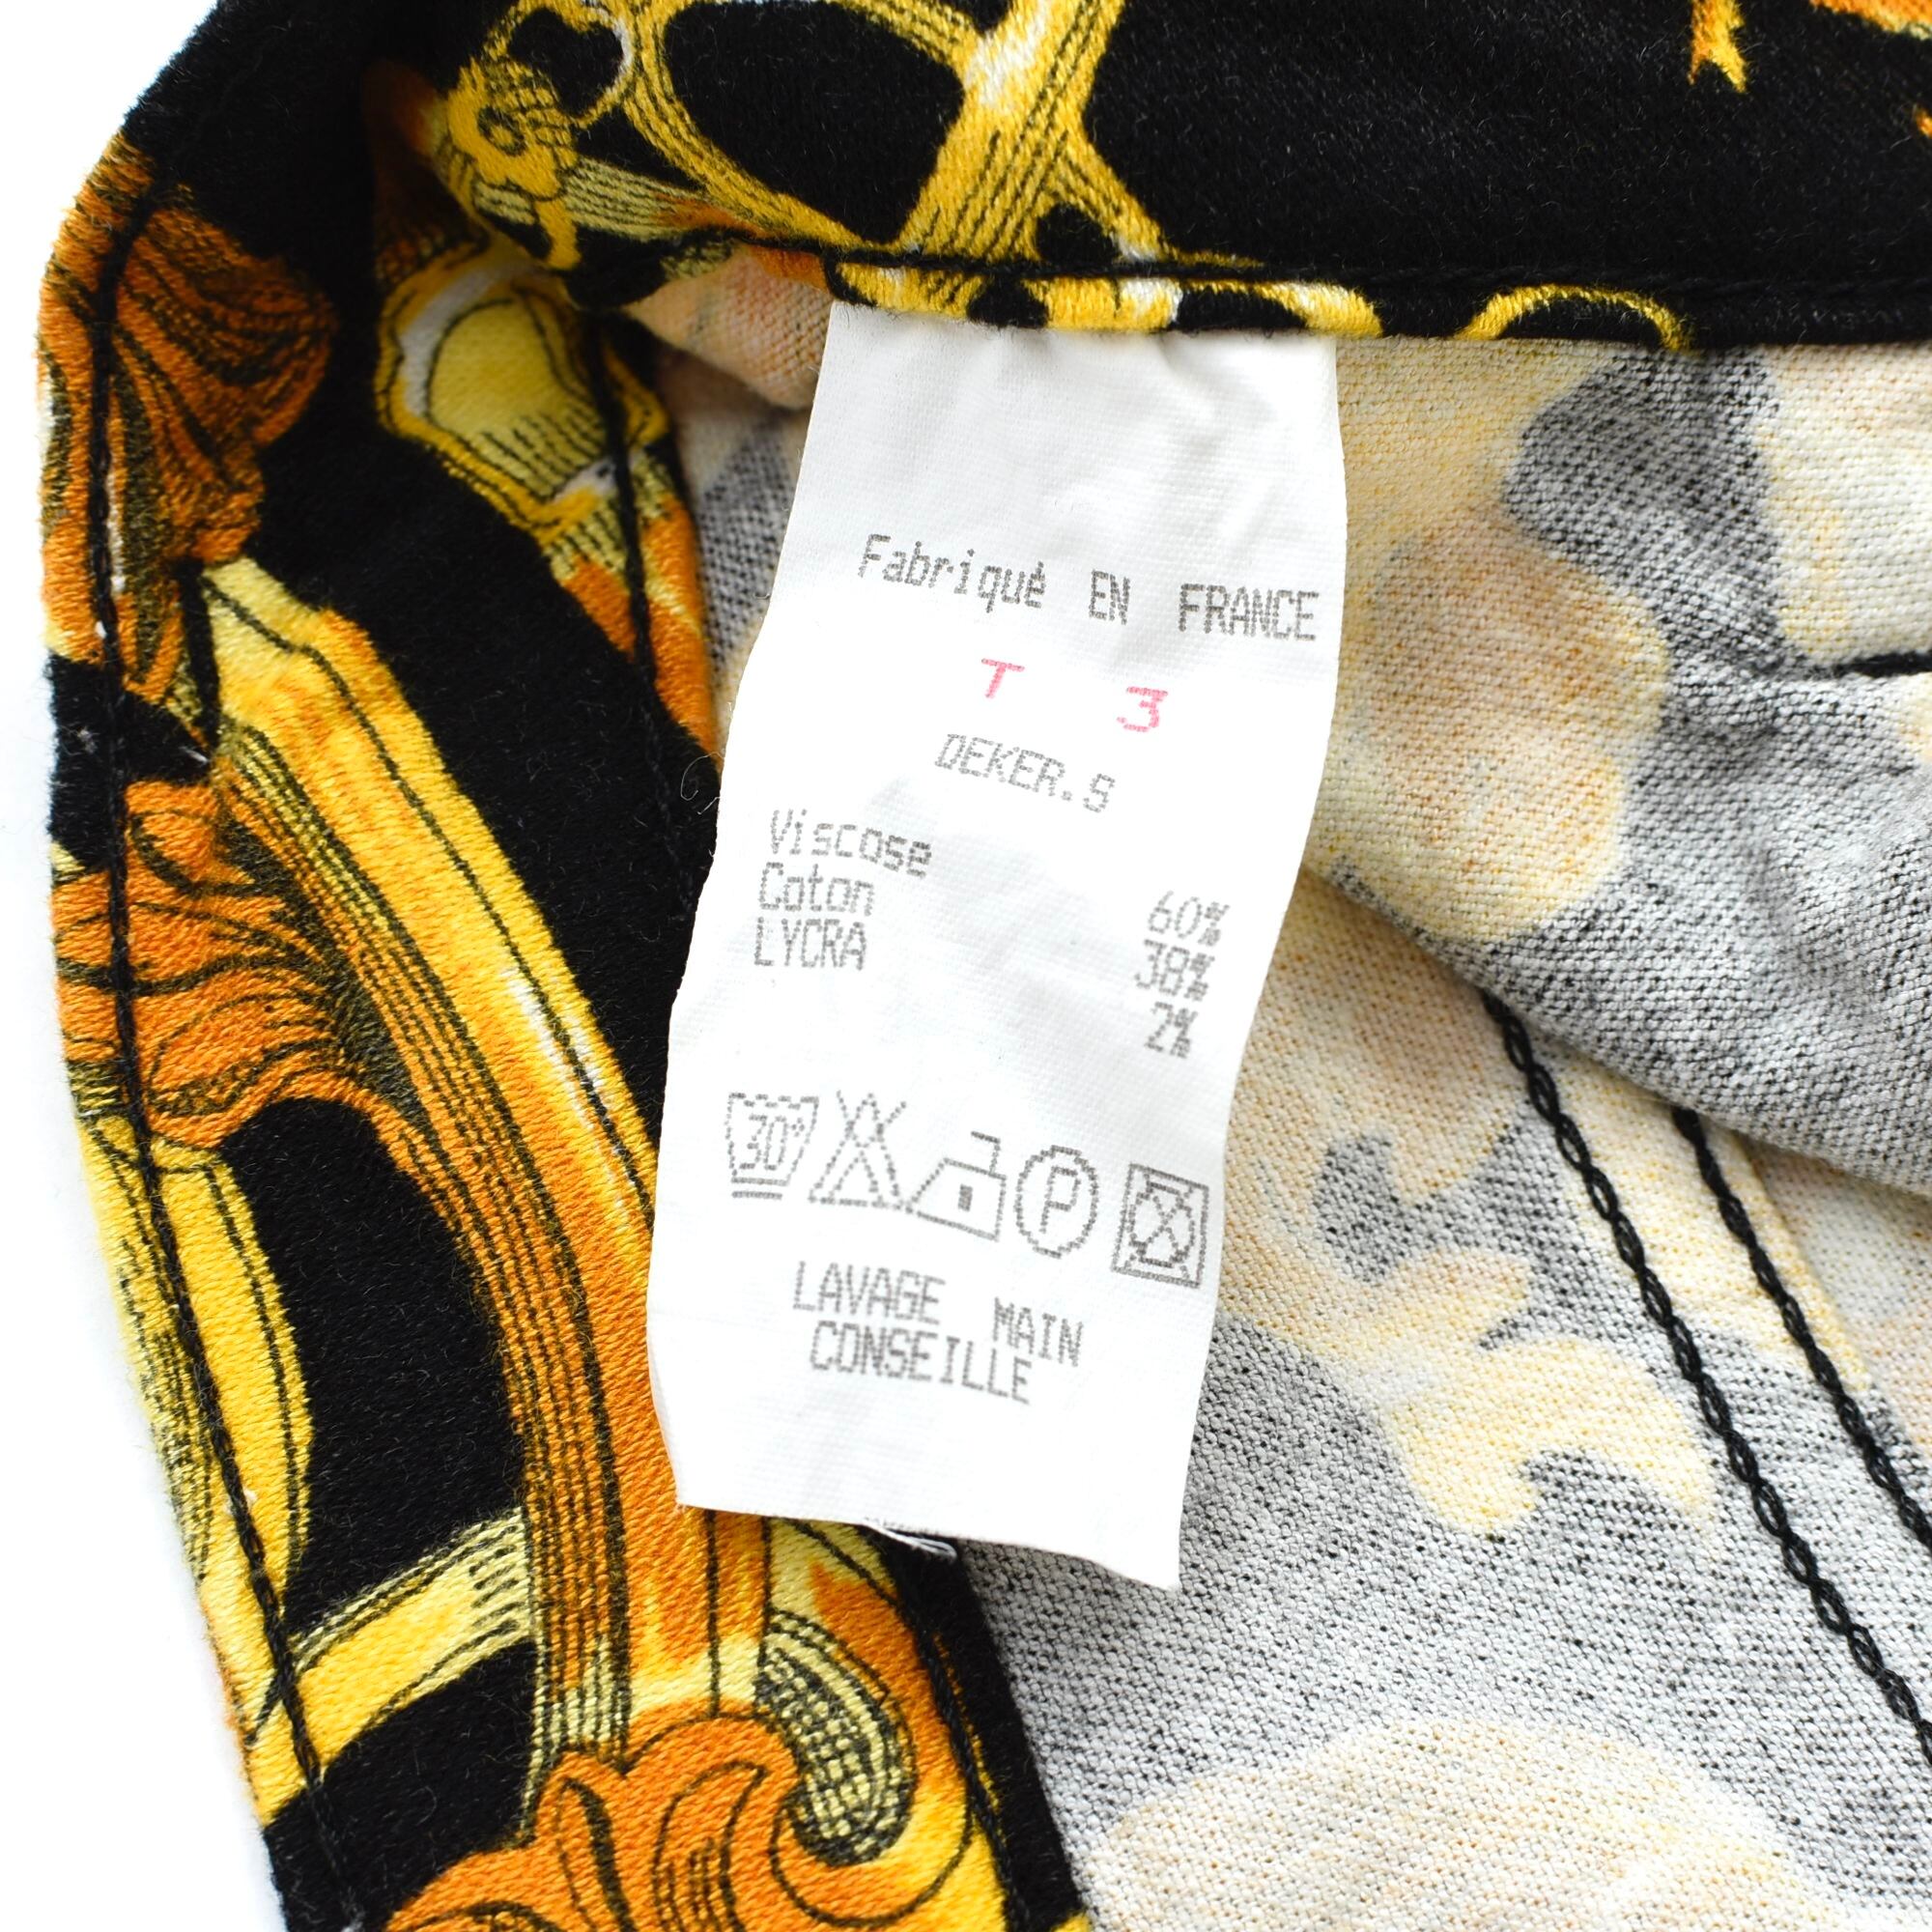 Fabriqué EN FRANCE
T 3
DEKER.9
Viscose 60%
Coton 38%
LYCRA 2%
30° P
LAVAGE MAIN
CONSEILLE